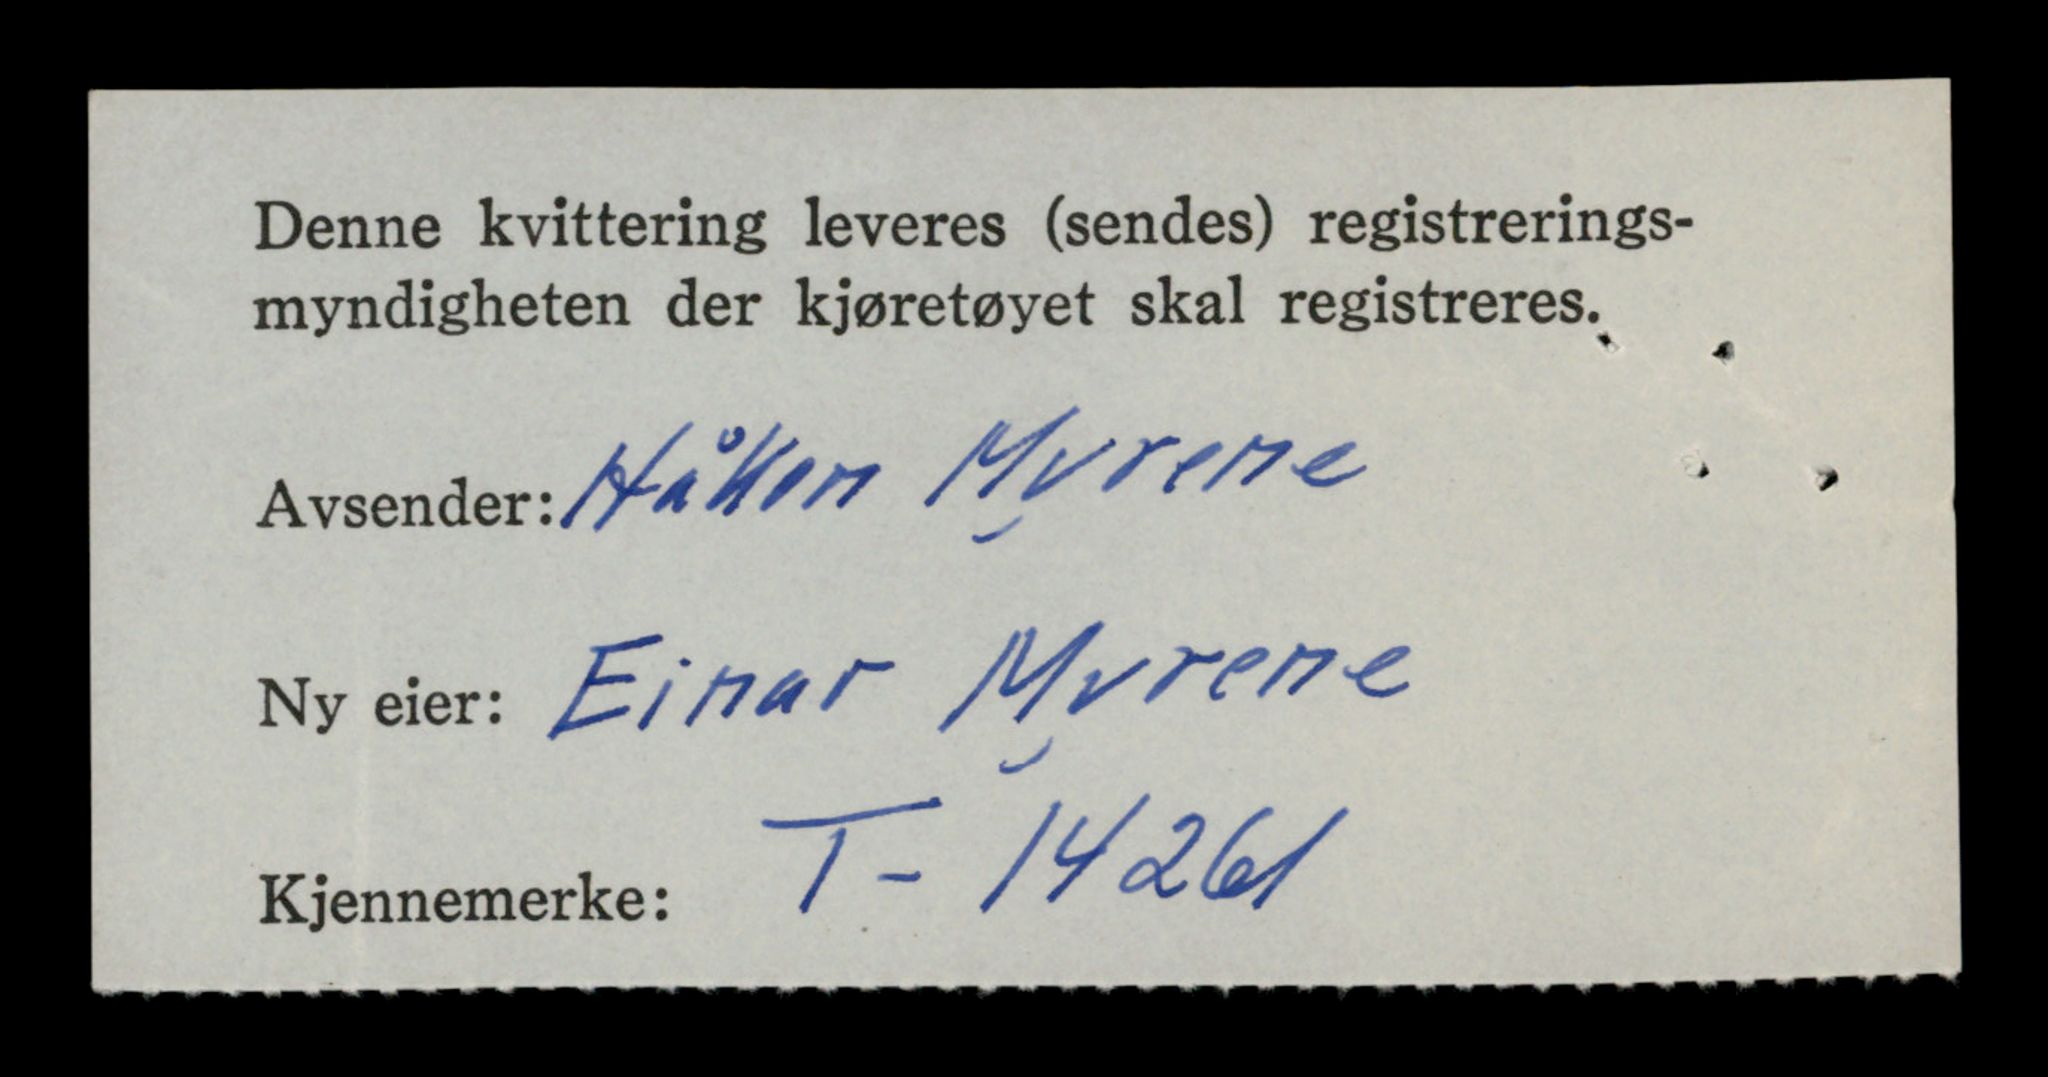 Denne kvittering leveres (sendes) registrerings-
myndigheten der kjøretøyet skal registreres.
Avsender: Håkon Myrene
Ny eier: Einar Myrene
Kjennemerke: T- 14261